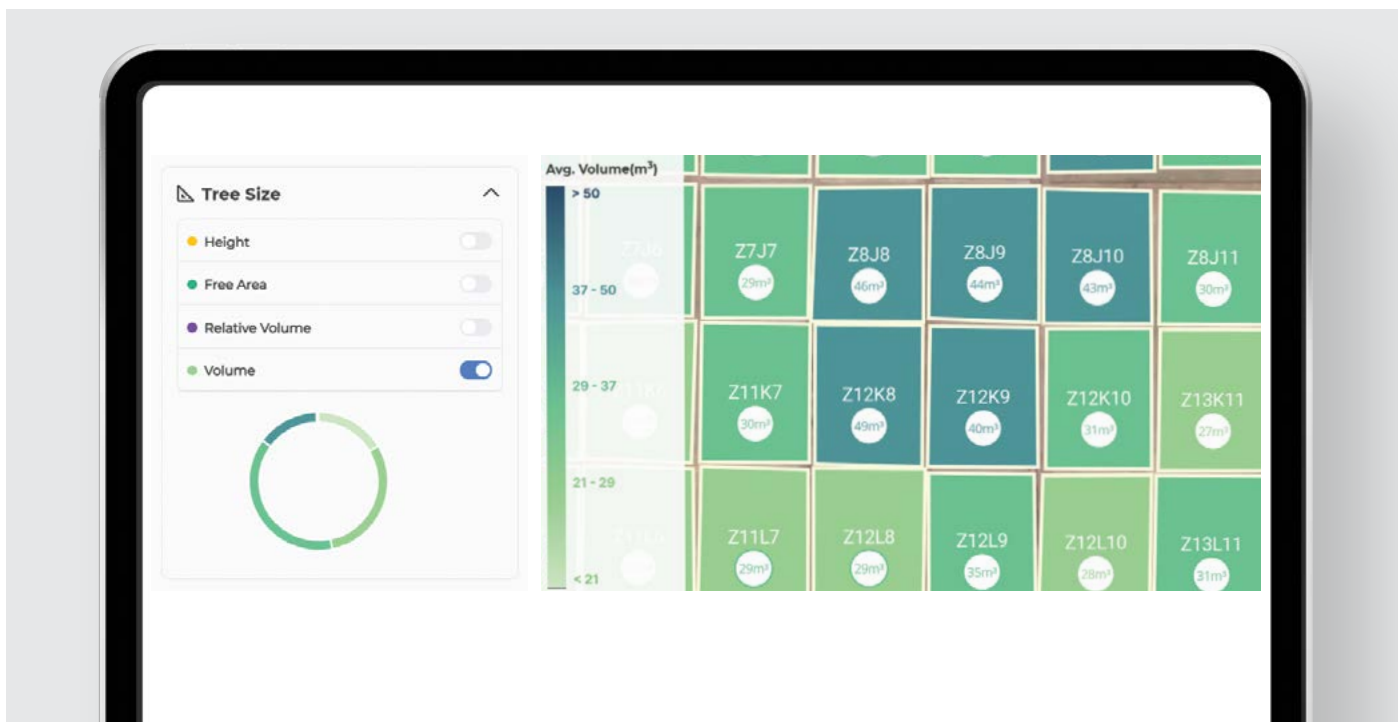 Tree Size
Height
Free Area
Relative Volume
Volume
Avg. Volume(m³)
> 50
37 - 50
29 - 37
21 - 29
< 21
Z7J7
29m³
Z8J8
46m³
Z8J9
44m³
Z8J10
43m³
Z8J11
30m³
Z11K7
30m³
Z12K8
49m³
Z12K9
40m³
Z12K10
31m³
Z13K11
27m³
Z11L7
29m³
Z12L8
29m³
Z12L9
35m³
Z12L10
28m³
Z13L11
31m³